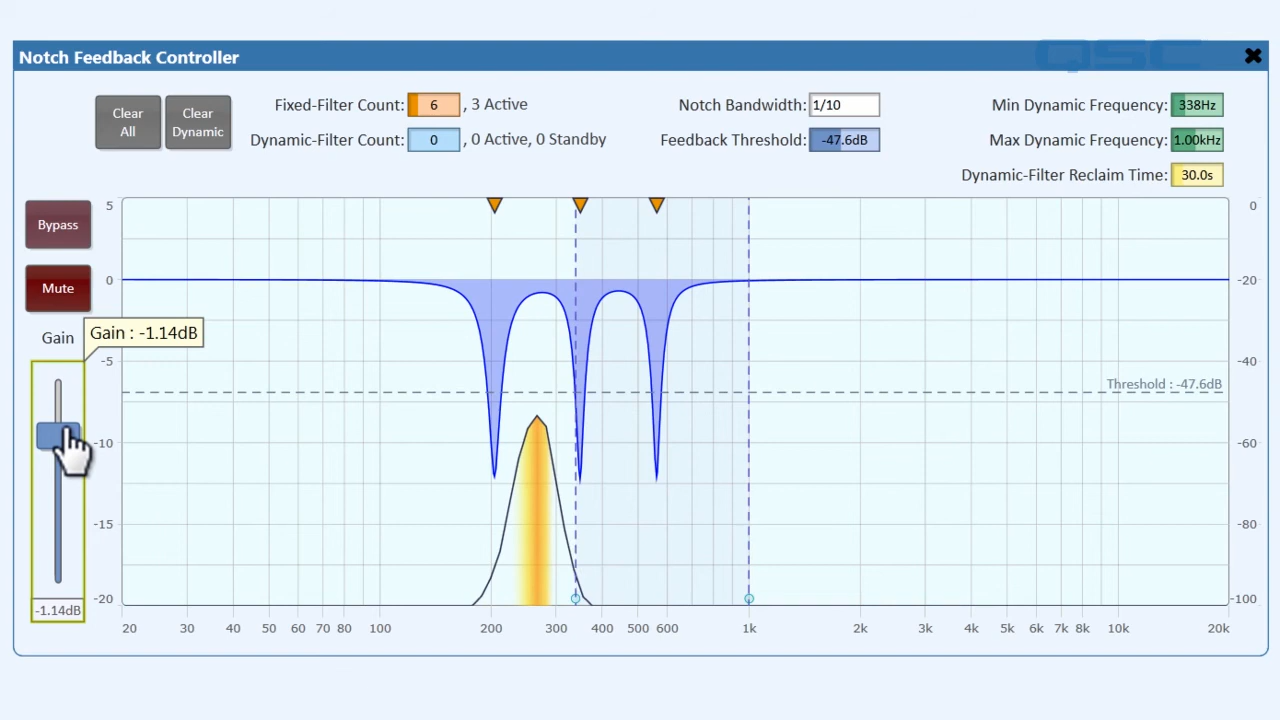 QSC
Notch Feedback Controller
Clear All
Clear Dynamic
Fixed-Filter Count: 6 , 3 Active
Dynamic-Filter Count: 0 , 0 Active, 0 Standby
Notch Bandwidth: 1/10
Feedback Threshold: -47.6dB
Min Dynamic Frequency: 338Hz
Max Dynamic Frequency: 1.00kHz
Dynamic-Filter Reclaim Time: 30.0s
Bypass
Mute
Gain
Gain : -1.14dB
-1.14dB
5
0
-5
-10
-15
-20
Threshold : -47.6dB
0
-20
-40
-60
-80
-100
20 30 40 50 60 70 80 100 200 300 400 500 600 1k 2k 3k 4k 5k 6k 7k 8k 10k 20k